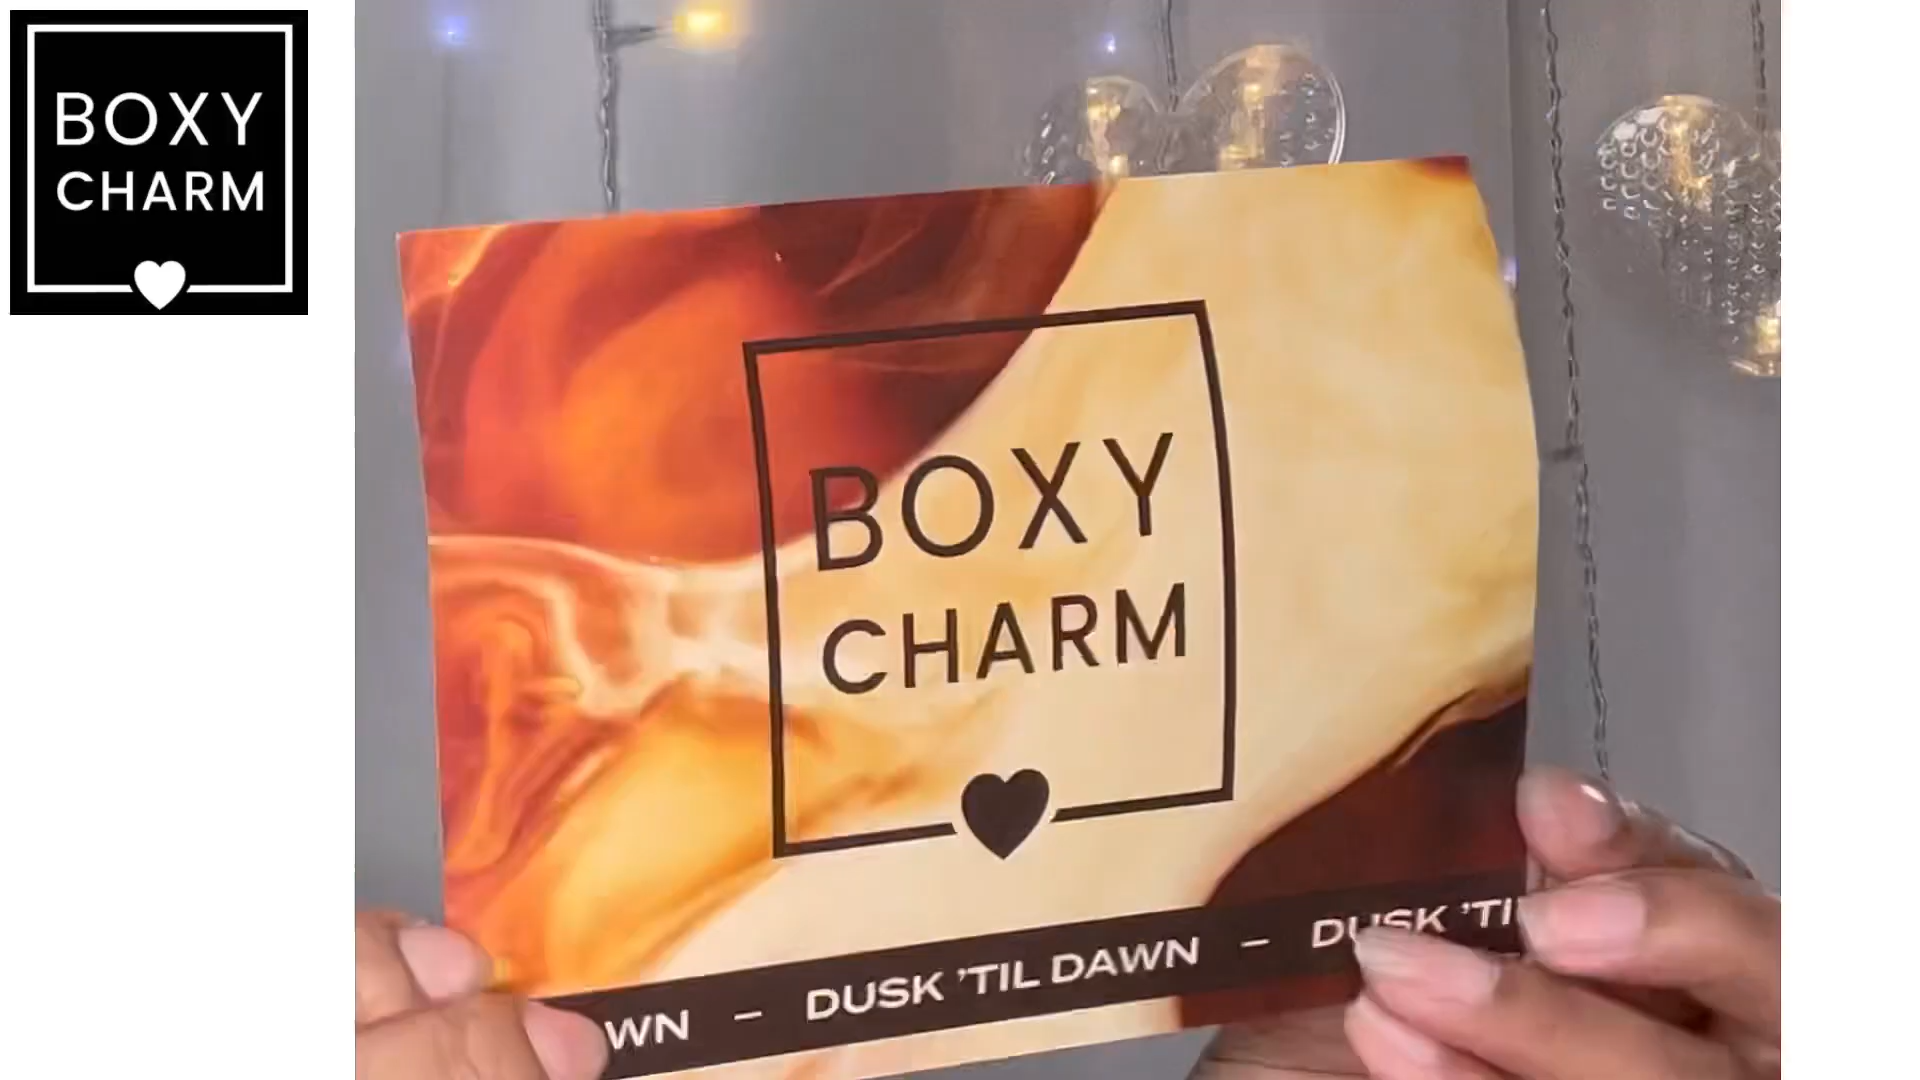 BOXY
CHARM
BOXY
CHARM
WN – DUSK ’TIL DAWN – DUSK ’TI